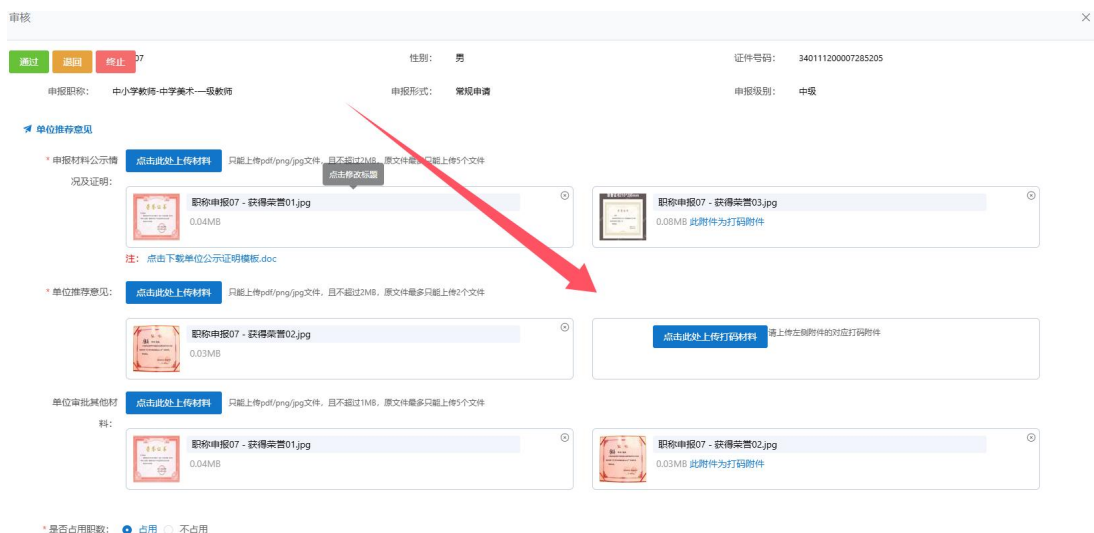 审核
通过 退回 终止 07 性别： 男 证件号码： 340111200007285205
申报职称： 中小学教师-中学美术-一级教师 申报形式： 常规申请 申报级别： 中级
单位推荐意见
* 申报材料公示情况及证明： 点击此处上传材料 只能上传pdf/png/jpg文件，且不超过2MB，原文件最多只能上传5个文件
点击修改标题
职称申报07 - 获得荣誉01.jpg
0.04MB
职称申报07 - 获得荣誉03.jpg
0.08MB 此附件为打码附件
注： 点击下载单位公示证明模板.doc
* 单位推荐意见： 点击此处上传材料 只能上传pdf/png/jpg文件，且不超过2MB，原文件最多只能上传2个文件
职称申报07 - 获得荣誉02.jpg
0.03MB
点击此处上传打码材料 请上传左侧附件的对应打码附件
单位审批其他材料： 点击此处上传材料 只能上传pdf/png/jpg文件，且不超过1MB，原文件最多只能上传5个文件
职称申报07 - 获得荣誉01.jpg
0.04MB
职称申报07 - 获得荣誉02.jpg
0.03MB 此附件为打码附件
* 是否占用职数： 占用 不占用